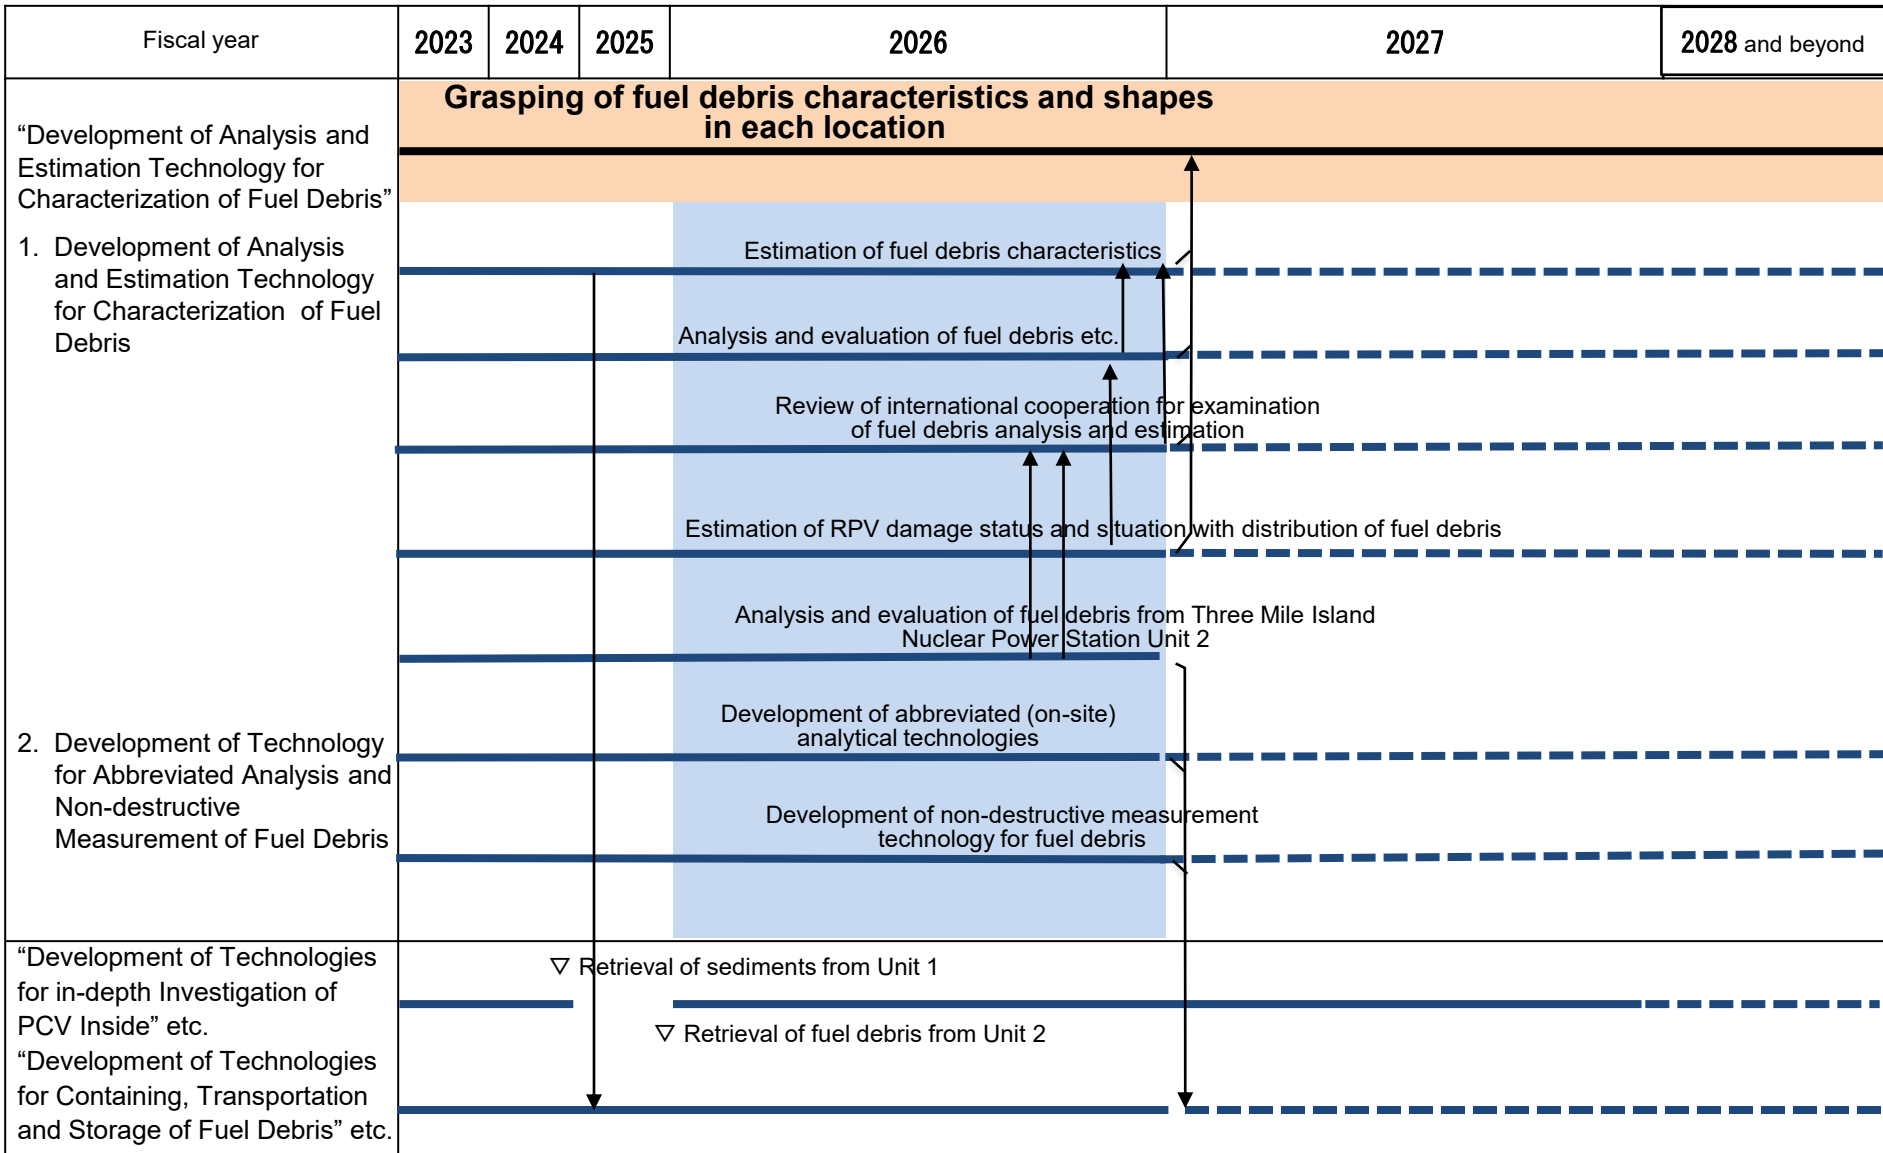 Fiscal year
2023
2024
2025
2026
2027
2028 and beyond
Grasping of fuel debris characteristics and shapes
in each location
“Development of Analysis and
Estimation Technology for
Characterization of Fuel Debris”
1. Development of Analysis
and Estimation Technology
for Characterization of Fuel
Debris
Estimation of fuel debris characteristics
Analysis and evaluation of fuel debris etc.
Review of international cooperation for examination
of fuel debris analysis and estimation
Estimation of RPV damage status and situation with distribution of fuel debris
Analysis and evaluation of fuel debris from Three Mile Island
Nuclear Power Station Unit 2
2. Development of Technology
for Abbreviated Analysis and
Non-destructive
Measurement of Fuel Debris
Development of abbreviated (on-site)
analytical technologies
Development of non-destructive measurement
technology for fuel debris
“Development of Technologies
for in-depth Investigation of
PCV Inside” etc.
▽ Retrieval of sediments from Unit 1
▽ Retrieval of fuel debris from Unit 2
“Development of Technologies
for Containing, Transportation
and Storage of Fuel Debris” etc.